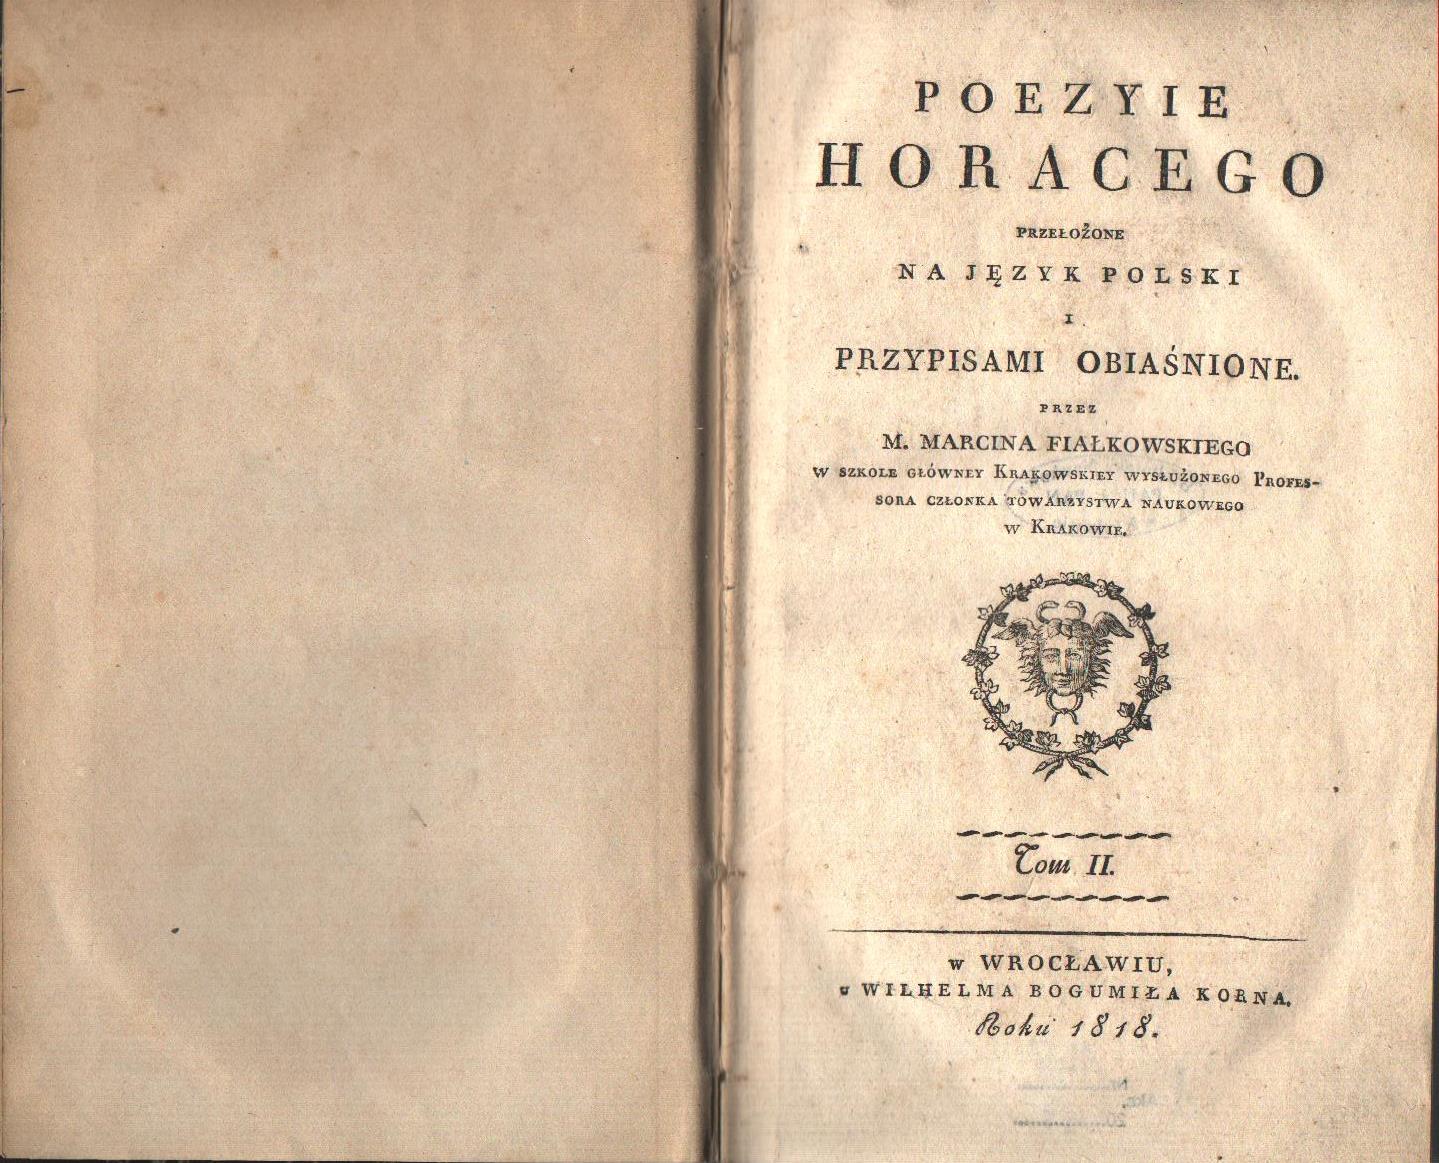 POEZYIE
HORACEGO
PRZEŁOŻONE
NA JĘZYK POLSKI
I
PRZYPISAMI OBIAŚNIONE.
PRZEZ
M. MARCINA FIAŁKOWSKIEGO
W SZKOLE GŁÓWNEY KRAKOWSKIEY WYSŁUŻONEGO PROFES-
SORA CZŁONKA TOWARZYSTWA NAUKOWEGO
W KRAKOWIE.
Tom II.
w WROCŁAWIU,
u WILHELMA BOGUMIŁA KORNA,
Roku 1818.